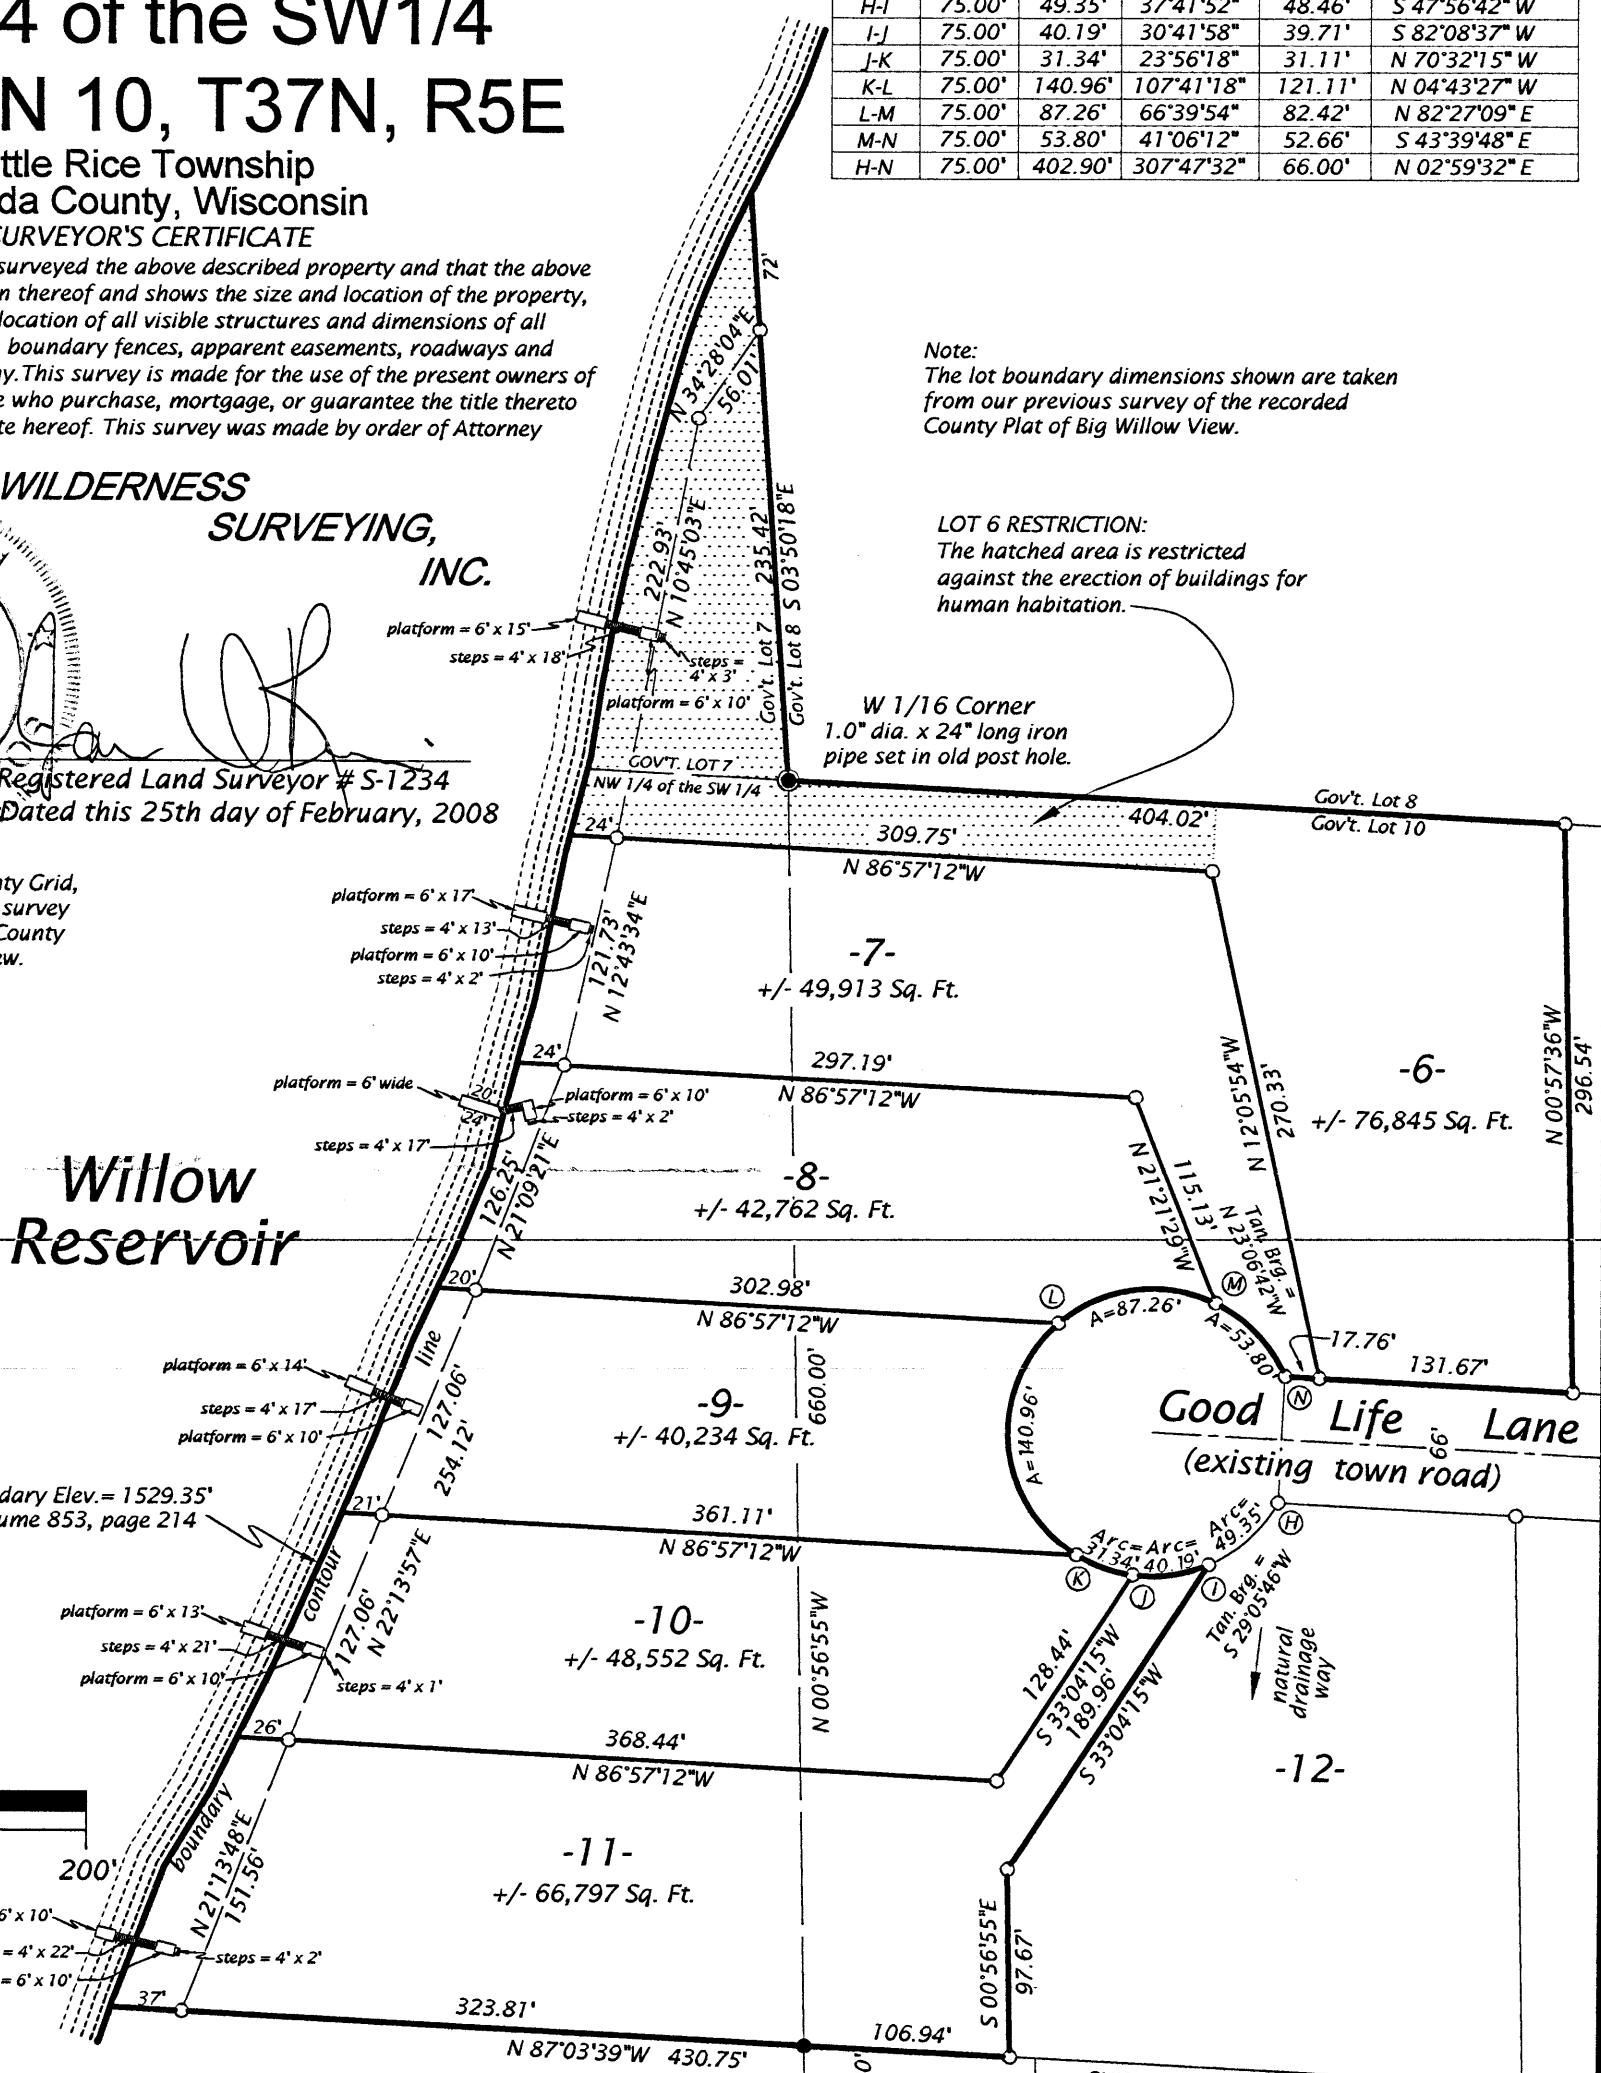 4 of the SW1/4
N 10, T37N, R5E
ttle Rice Township
da County, Wisconsin
SURVEYOR'S CERTIFICATE
surveyed the above described property and that the above
n thereof and shows the size and location of the property,
location of all visible structures and dimensions of all
boundary fences, apparent easements, roadways and
y. This survey is made for the use of the present owners of
e who purchase, mortgage, or guarantee the title thereto
te hereof. This survey was made by order of Attorney
WILDERNESS
SURVEYING,
INC.
Registered Land Surveyor # S-1234
Dated this 25th day of February, 2008
ty Grid,
survey
County
w.
H-I 75.00' 49.35' 37°41'52" 48.46' S 47°56'42" W
I-J 75.00' 40.19' 30°41'58" 39.71' S 82°08'37" W
J-K 75.00' 31.34' 23°56'18" 31.11' N 70°32'15" W
K-L 75.00' 140.96' 107°41'18" 121.11' N 04°43'27" W
L-M 75.00' 87.26' 66°39'54" 82.42' N 82°27'09" E
M-N 75.00' 53.80' 41°06'12" 52.66' S 43°39'48" E
H-N 75.00' 402.90' 307°47'32" 66.00' N 02°59'32" E
Note:
The lot boundary dimensions shown are taken
from our previous survey of the recorded
County Plat of Big Willow View.
LOT 6 RESTRICTION:
The hatched area is restricted
against the erection of buildings for
human habitation.
W 1/16 Corner
1.0" dia. x 24" long iron
pipe set in old post hole.
72'
N 34°28'04"E
56.01'
222.93'
N 10°45'03"E
235.42'
S 03°50'18"E
Gov't. Lot 7
Gov't. Lot 8
platform = 6' x 15'
steps = 4' x 18'
steps =
4' x 3'
platform = 6' x 10'
GOV'T. LOT 7
NW 1/4 of the SW 1/4
Gov't. Lot 8
Gov't. Lot 10
404.02'
24'
309.75'
N 86°57'12"W
platform = 6' x 17'
steps = 4' x 13'
platform = 6' x 10'
steps = 4' x 2'
121.73'
N 12°43'34"E
-7-
+/- 49,913 Sq. Ft.
N 12°05'54"W
270.33'
-6-
+/- 76,845 Sq. Ft.
N 00°57'36"W
296.54'
24'
297.19'
N 86°57'12"W
platform = 6' wide
20'
24'
platform = 6' x 10'
steps = 4' x 2'
steps = 4' x 17'
126.25'
N 21°09'21"E
-8-
+/- 42,762 Sq. Ft.
N 21°21'29"W
115.13'
Tan. Brg. =
N 23°06'42"W
Willow
Reservoir
20'
302.98'
N 86°57'12"W
L
A=87.26'
M
A=53.80'
N
17.76'
131.67'
line
127.06'
254.12'
platform = 6' x 14'
steps = 4' x 17'
platform = 6' x 10'
-9-
+/- 40,234 Sq. Ft.
660.00'
A=140.96'
Good Life Lane
66'
(existing town road)
dary Elev.= 1529.35'
ume 853, page 214
21'
361.11'
N 86°57'12"W
K
Arc=
31.34'
J
Arc=
40.19'
I
Arc=
49.35'
H
Tan. Brg. =
S 29°05'46"W
natural
drainage
way
contour
127.06'
N 22°13'57"E
platform = 6' x 13'
steps = 4' x 21'
platform = 6' x 10'
steps = 4' x 1'
-10-
+/- 48,552 Sq. Ft.
N 00°56'55"W
128.44'
S 33°04'15"W
189.96'
S 33°04'15"W
26'
368.44'
N 86°57'12"W
-12-
boundary
N 21°13'48"E
151.56'
200'
-11-
+/- 66,797 Sq. Ft.
6' x 10'
= 4' x 22'
= 6' x 10'
steps = 4' x 2'
S 00°56'55"E
97.67'
37'
323.81'
106.94'
N 87°03'39"W 430.75'
0'